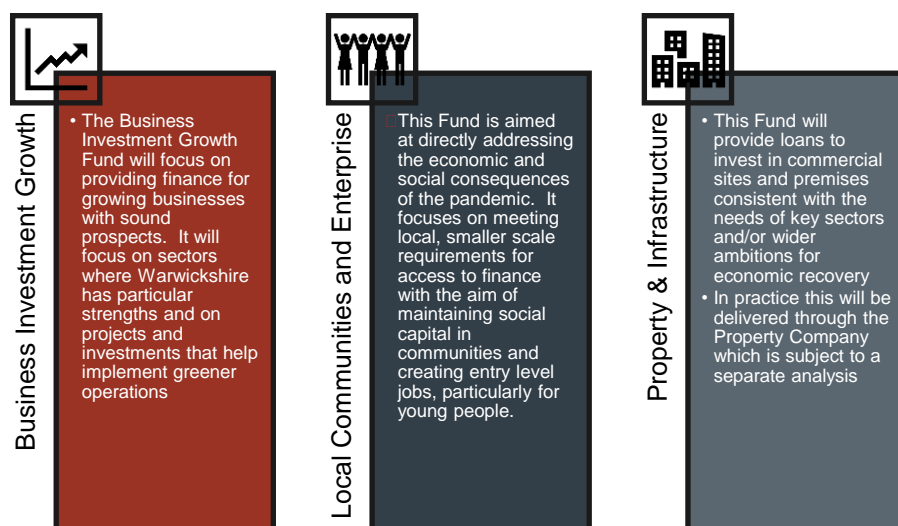 Business Investment Growth
• The Business
Investment Growth
Fund will focus on
providing finance for
growing businesses
with sound
prospects.  It will
focus on sectors
where Warwickshire
has particular
strengths and on
projects and
investments that help
implement greener
operations
Local Communities and Enterprise
This Fund is aimed
at directly addressing
the economic and
social consequences
of the pandemic.  It
focuses on meeting
local, smaller scale
requirements for
access to finance
with the aim of
maintaining social
capital in
communities and
creating entry level
jobs, particularly for
young people.
Property & Infrastructure
• This Fund will
provide loans to
invest in commercial
sites and premises
consistent with the
needs of key sectors
and/or wider
ambitions for
economic recovery
• In practice this will be
delivered through the
Property Company
which is subject to a
separate analysis